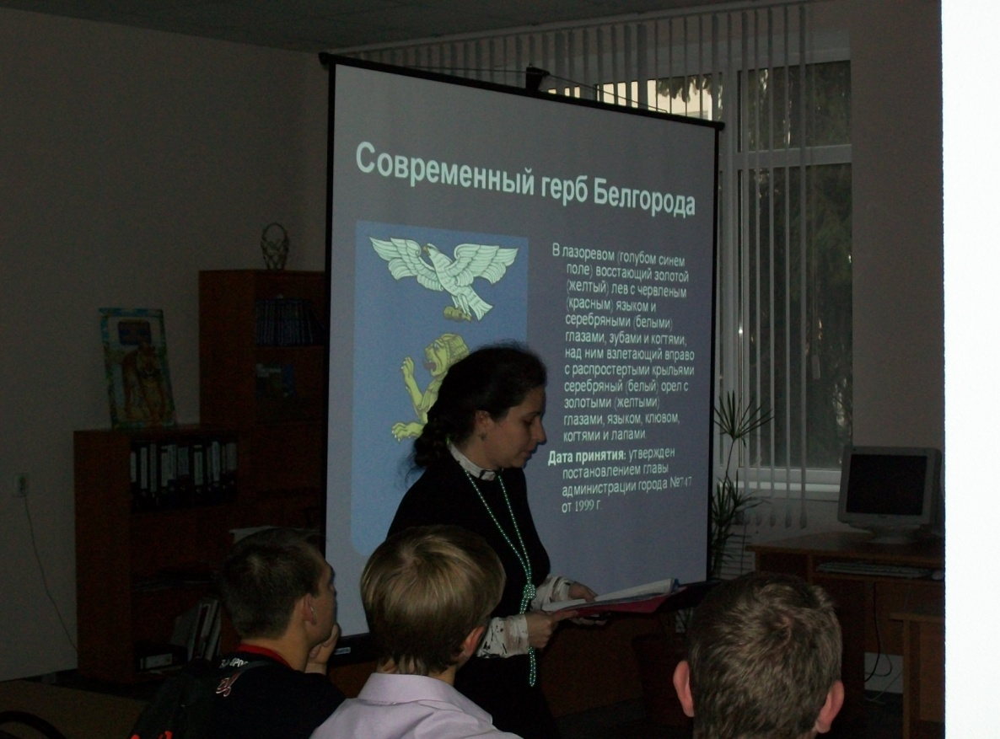 Современный герб Белгорода
В лазоревом (голубом синем
поле) восстающий золотой
(желтый) лев с червленым
(красным) языком и
серебряными (белыми)
глазами, зубами и когтями,
над ним взлетающий вправо
с распростертыми крыльями
серебряный (белый) орел с
золотыми (желтыми)
глазами, языком, клювом,
когтями и лапами.
Дата принятия: утвержден
постановлением главы
администрации города №747
от 1999 г.